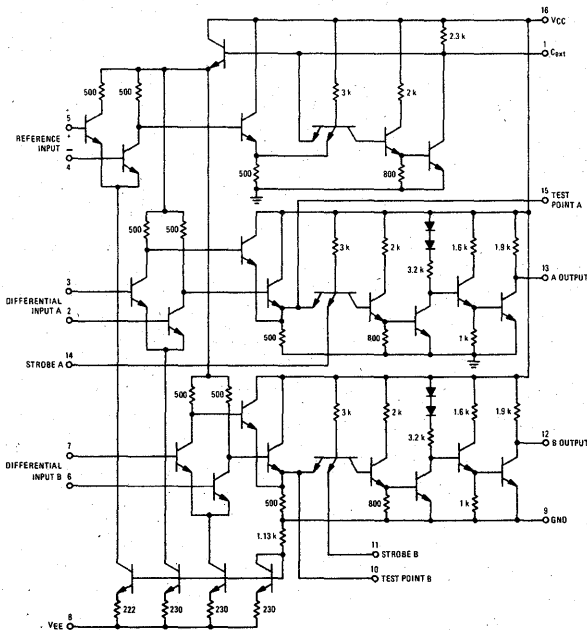 16
VCC
2.3 k
1
Cext
500
500
3 k
2 k
5
+
REFERENCE
INPUT
−
4
500
800
15
TEST
POINT A
500
500
3 k
2 k
3.2 k
1.6 k
1.9 k
13
A OUTPUT
3
DIFFERENTIAL
INPUT A
2
500
800
1 k
14
STROBE A
500
500
3 k
2 k
3.2 k
1.6 k
1.9 k
12
B OUTPUT
7
DIFFERENTIAL
INPUT B
6
500
800
1 k
9
GND
1.13 k
11
STROBE B
10
TEST POINT B
8
VEE
222
230
230
230